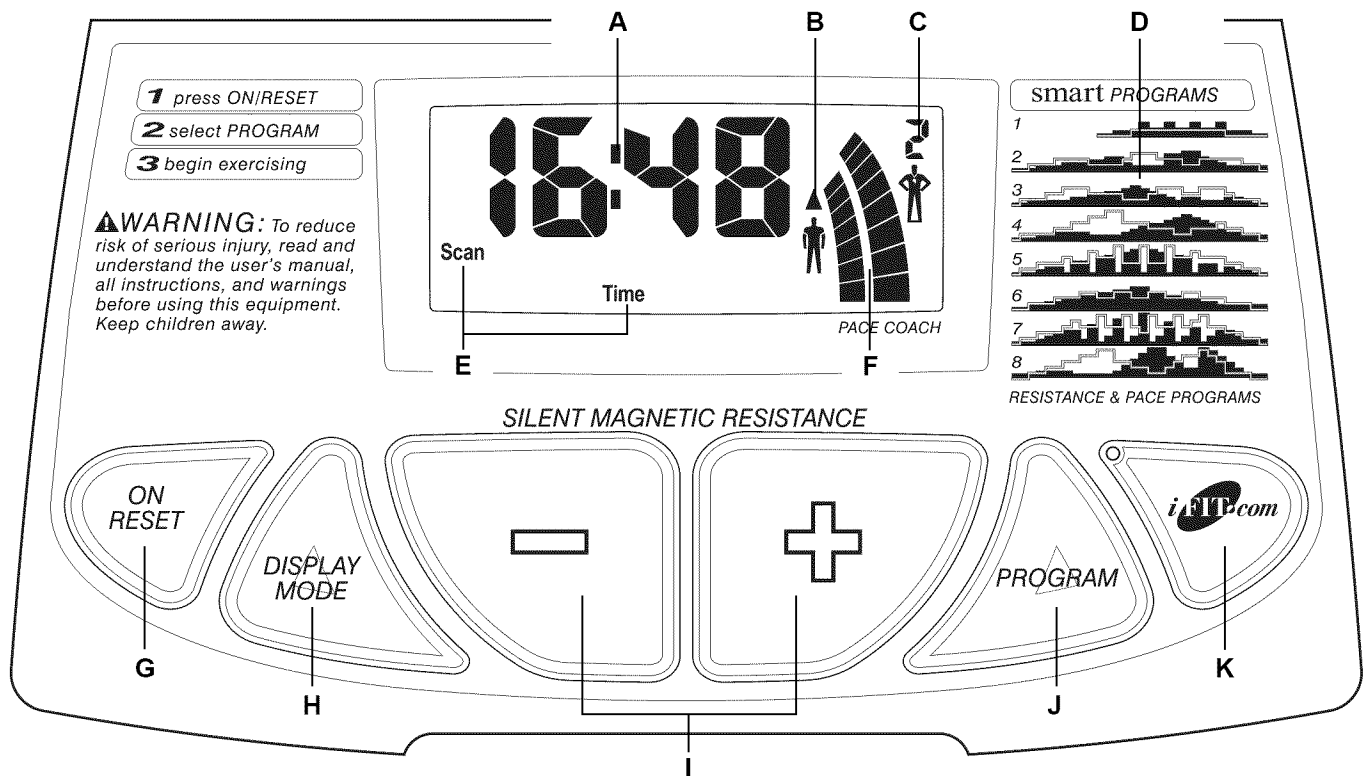 A
B
C
D
1 press ON/RESET
2 select PROGRAM
3 begin exercising
WARNING: To reduce
risk of serious injury, read and
understand the user's manual,
all instructions, and warnings
before using this equipment.
Keep children away.
16:48
2
Scan
Time
PACE COACH
E
F
smart PROGRAMS
1
2
3
4
5
6
7
8
RESISTANCE & PACE PROGRAMS
SILENT MAGNETIC RESISTANCE
ON
RESET
DISPLAY
MODE
−
+
PROGRAM
iFIT.com
G
H
I
J
K